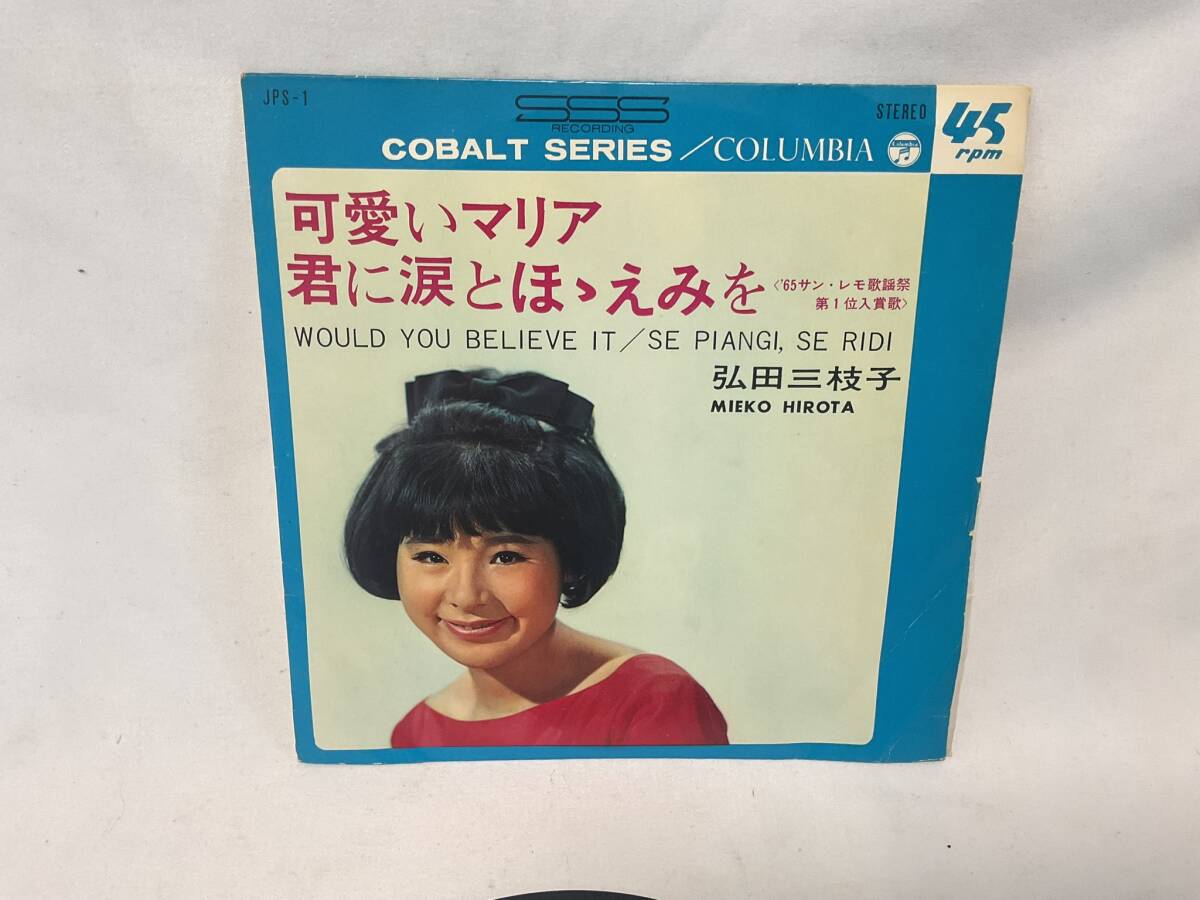 JPS-1
SSS
RECORDING
STEREO
45
rpm
COBALT SERIES/COLUMBIA
Columbia
可愛いマリア
君に涙とほゝえみを
〈'65サン・レモ歌謡祭
第1位入賞歌〉
WOULD YOU BELIEVE IT/SE PIANGI, SE RIDI
弘田三枝子
MIEKO HIROTA